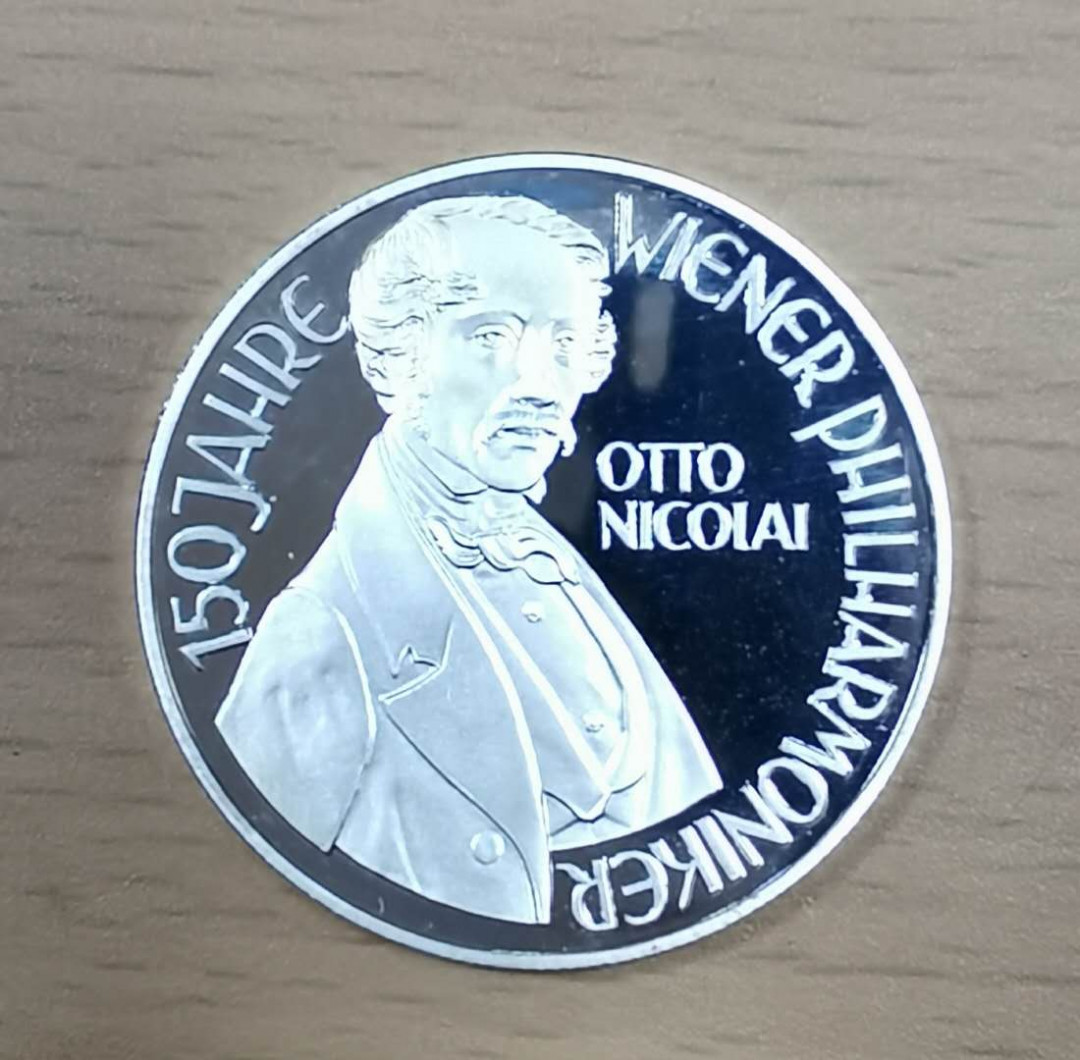 150 JAHRE
WIENER PHILHARMONIKER
OTTO
NICOLAI